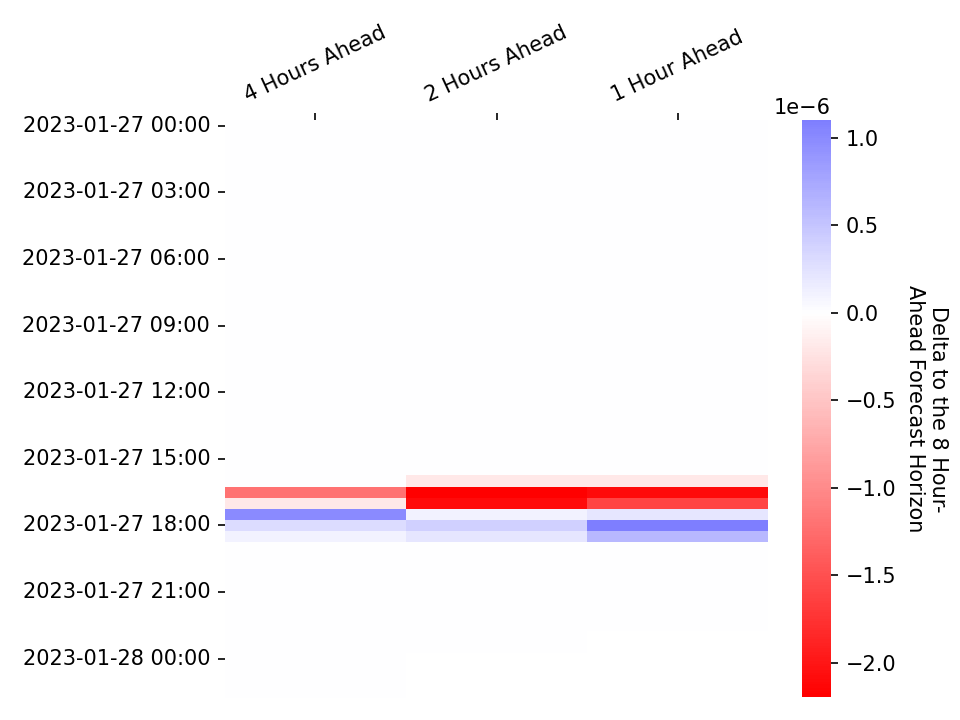 4 Hours Ahead
2 Hours Ahead
1 Hour Ahead
2023-01-27 00:00
2023-01-27 03:00
2023-01-27 06:00
2023-01-27 09:00
2023-01-27 12:00
2023-01-27 15:00
2023-01-27 18:00
2023-01-27 21:00
2023-01-28 00:00
1e−6
1.0
0.5
0.0
−0.5
−1.0
−1.5
−2.0
Delta to the 8 Hour-
Ahead Forecast Horizon